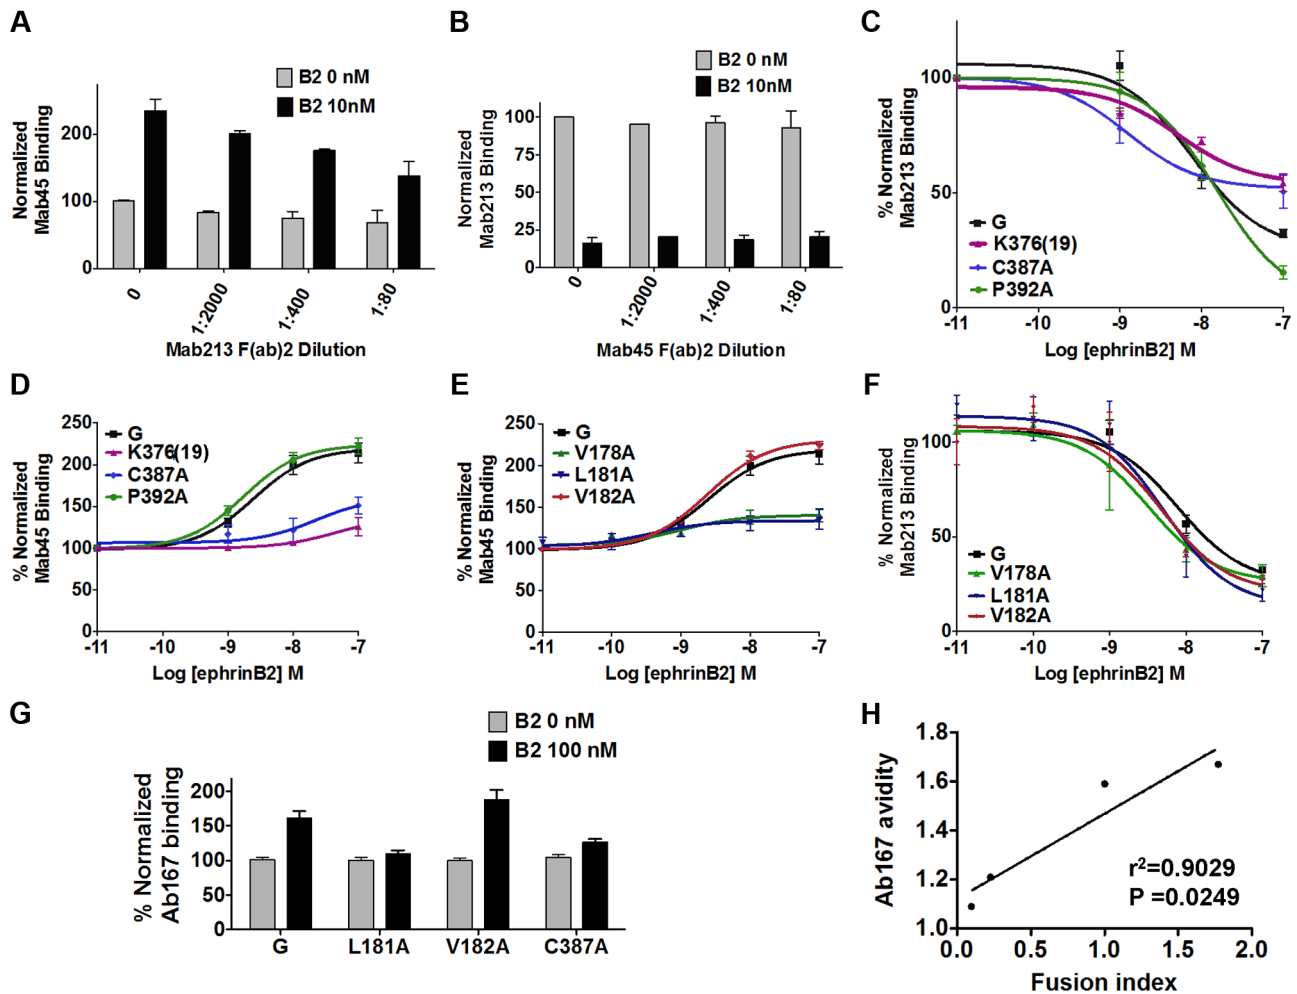 A
B2 0 nM
B2 10nM
Normalized
Mab45 Binding
200
100
0
0
1:2000
1:400
1:80
Mab213 F(ab)2 Dilution
B
B2 0 nM
B2 10nM
Normalized
Mab213 Binding
100
75
50
25
0
0
1:2000
1:400
1:80
Mab45 F(ab)2 Dilution
C
% Normalized
Mab213 Binding
100
50
0
G
K376(19)
C387A
P392A
-11
-10
-9
-8
-7
Log [ephrinB2] M
D
% Normalized
Mab45 Binding
250
200
150
100
50
0
G
K376(19)
C387A
P392A
-11
-10
-9
-8
-7
Log [ephrinB2] M
E
% Normalized
Mab45 Binding
250
200
150
100
50
0
G
V178A
L181A
V182A
-11
-10
-9
-8
-7
Log [ephrinB2] M
F
% Normalized
Mab213 Binding
100
50
0
G
V178A
L181A
V182A
-11
-10
-9
-8
-7
Log [ephrinB2] M
G
B2 0 nM
B2 100 nM
% Normalized
Ab167 binding
200
150
100
50
0
G
L181A
V182A
C387A
H
Ab167 avidity
1.8
1.6
1.4
1.2
1.0
r²=0.9029
P =0.0249
0.0
0.5
1.0
1.5
2.0
Fusion index